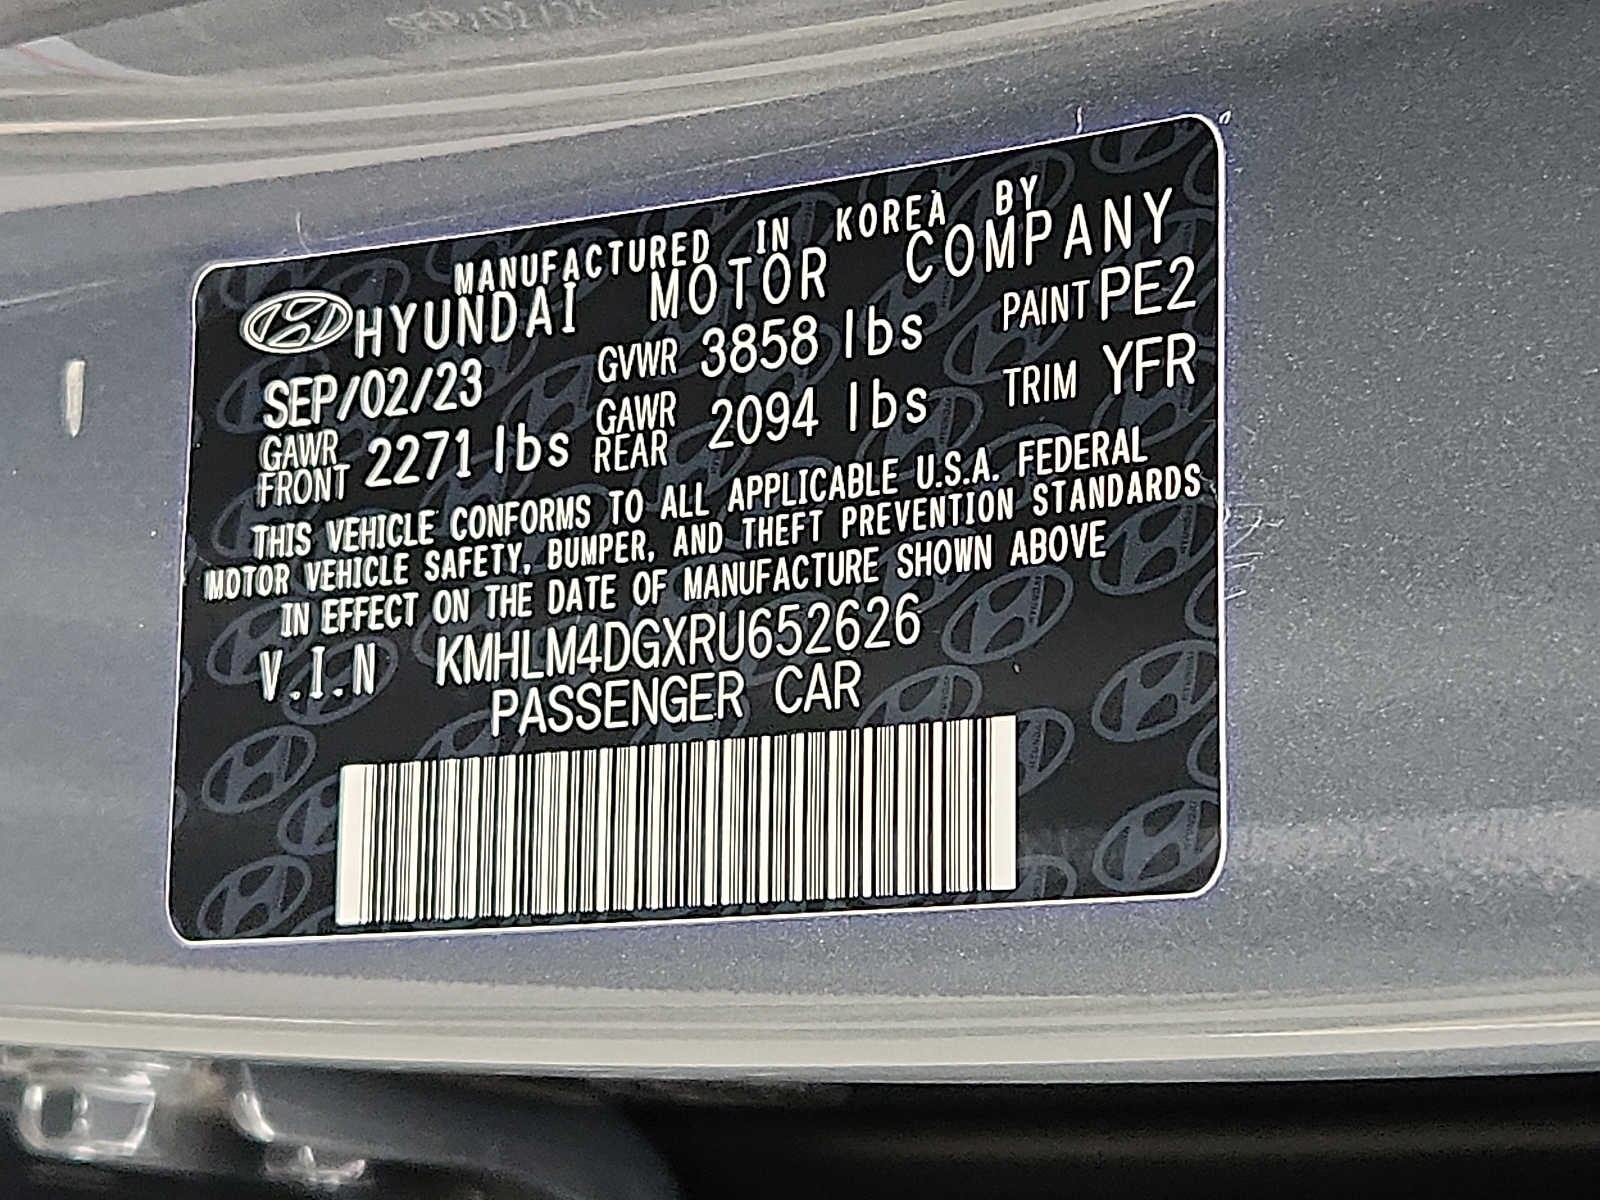 MANUFACTURED IN KOREA BY
HYUNDAI MOTOR COMPANY
SEP/02/23 GVWR 3858 lbs PAINT PE2
GAWR FRONT 2271 lbs GAWR REAR 2094 lbs TRIM YFR
THIS VEHICLE CONFORMS TO ALL APPLICABLE U.S.A. FEDERAL
MOTOR VEHICLE SAFETY, BUMPER, AND THEFT PREVENTION STANDARDS
IN EFFECT ON THE DATE OF MANUFACTURE SHOWN ABOVE
V.I.N KMHLM4DGXRU652626
PASSENGER CAR